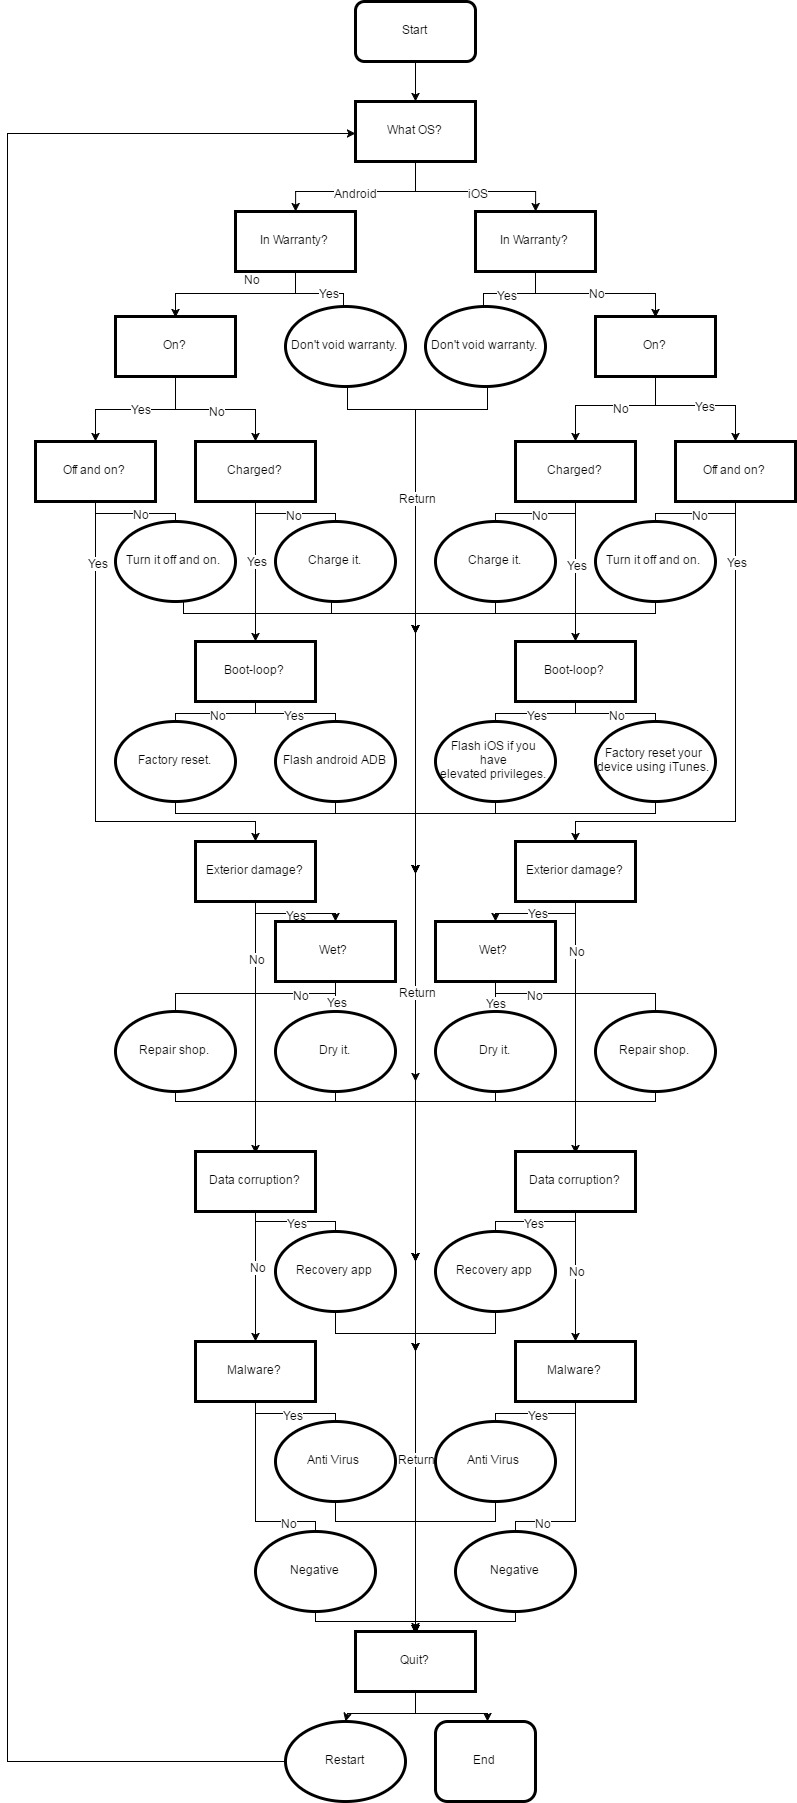 Start
What OS?
Android
iOS
In Warranty?
In Warranty?
No
Yes
Yes
No
On?
Don't void warranty.
Don't void warranty.
On?
Yes
No
No
Yes
Off and on?
Charged?
Return
Charged?
Off and on?
No
No
No
No
Yes
Turn it off and on.
Yes
Charge it.
Charge it.
Yes
Turn it off and on.
Yes
Boot-loop?
Boot-loop?
No
Yes
Yes
No
Factory reset.
Flash android ADB
Flash iOS if you
have
elevated privileges.
Factory reset your
device using iTunes.
Exterior damage?
Exterior damage?
Yes
Yes
No
Wet?
Wet?
No
No
Yes
Return
Yes
No
Repair shop.
Dry it.
Dry it.
Repair shop.
Data corruption?
Data corruption?
Yes
Yes
No
Recovery app
Recovery app
No
Malware?
Malware?
Yes
Yes
Anti Virus
Return
Anti Virus
No
No
Negative
Negative
Quit?
Restart
End